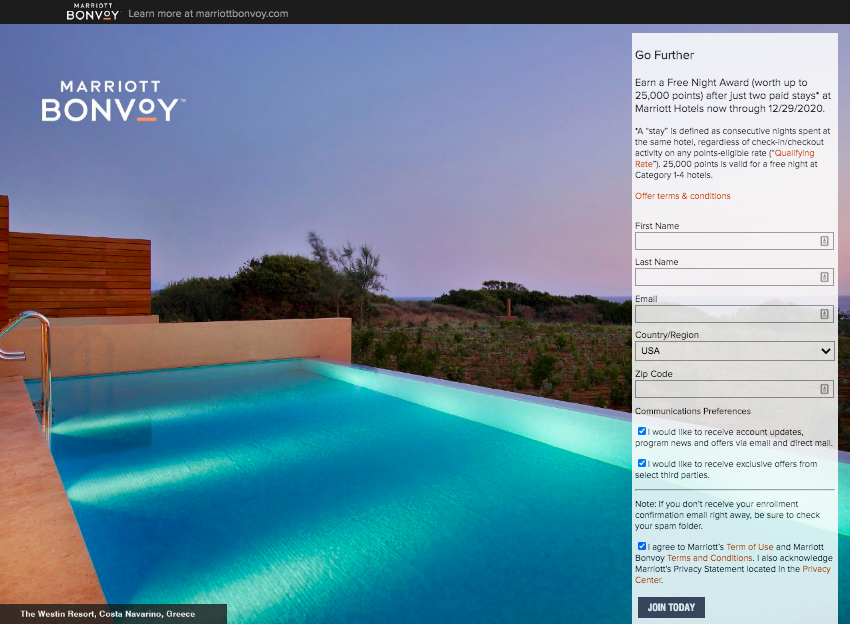 MARRIOTT
BONVOY Learn more at marriottbonvoy.com
MARRIOTT
BONVOY™
Go Further
Earn a Free Night Award (worth up to
25,000 points) after just two paid stays* at
Marriott Hotels now through 12/29/2020.
*A "stay" is defined as consecutive nights spent at
the same hotel, regardless of check-in/checkout
activity on any points-eligible rate ("Qualifying
Rate"). 25,000 points is valid for a free night at
Category 1-4 hotels.
Offer terms & conditions
First Name
Last Name
Email
Country/Region
USA
Zip Code
Communications Preferences
I would like to receive account updates,
program news and offers via email and direct mail.
I would like to receive exclusive offers from
select third parties.
Note: If you don't receive your enrollment
confirmation email right away, be sure to check
your spam folder.
I agree to Marriott's Term of Use and Marriott
Bonvoy Terms and Conditions. I also acknowledge
Marriott's Privacy Statement located in the Privacy
Center.
JOIN TODAY
The Westin Resort, Costa Navarino, Greece